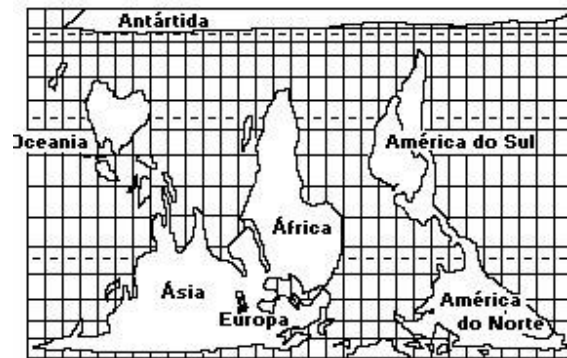 Antártida
Oceania
América do Sul
África
Ásia
Europa
América
do Norte